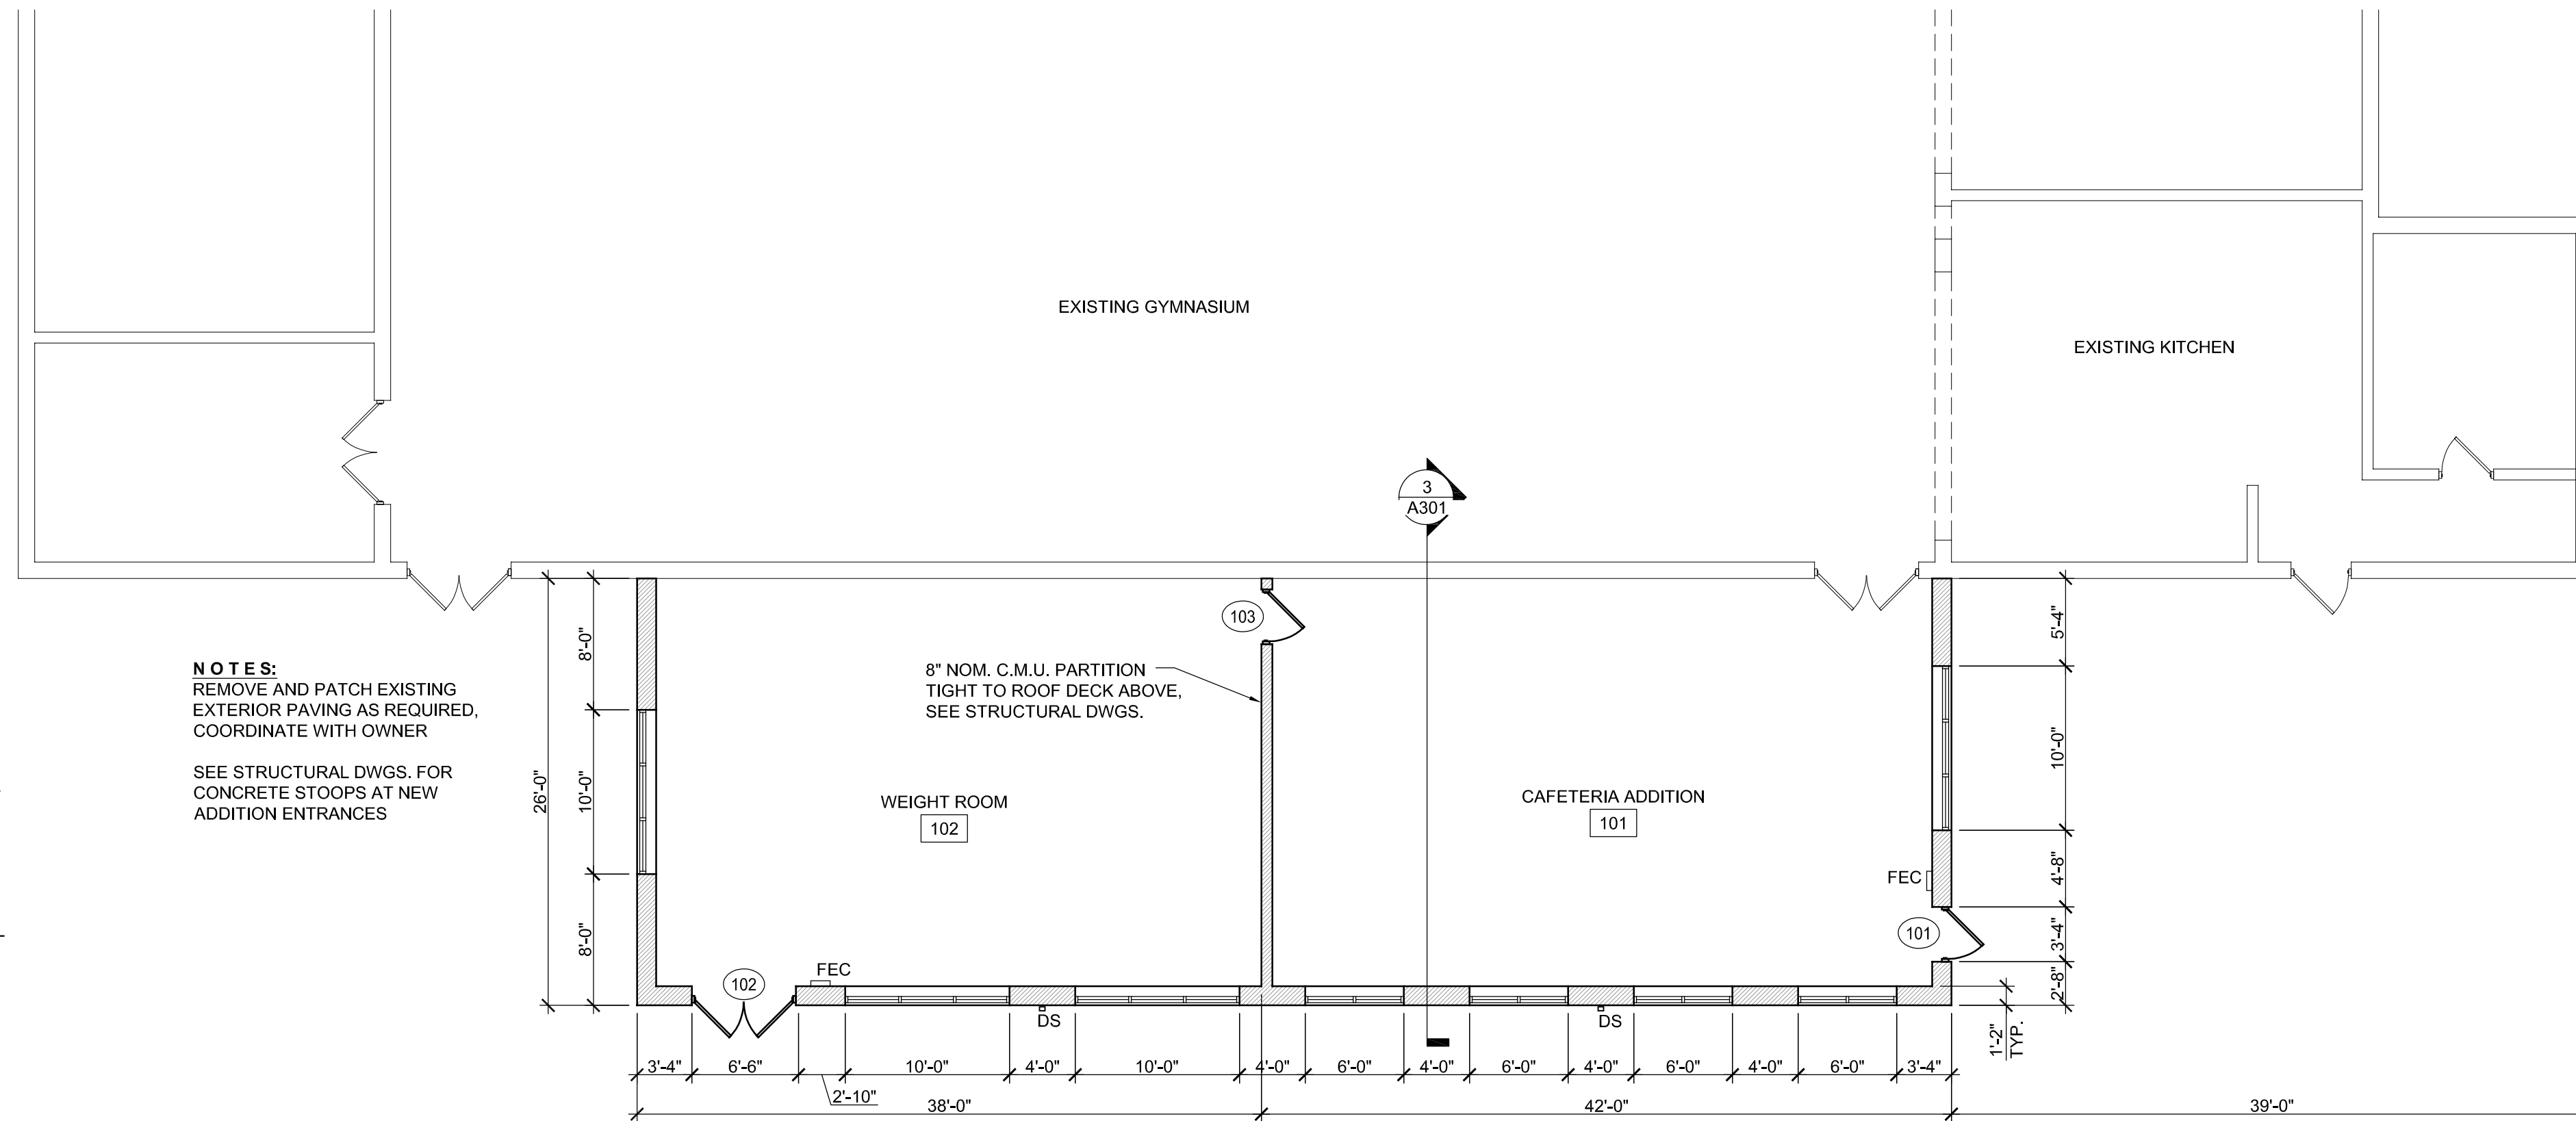 EXISTING GYMNASIUM
EXISTING KITCHEN
3
A301
N O T E S:
REMOVE AND PATCH EXISTING
EXTERIOR PAVING AS REQUIRED,
COORDINATE WITH OWNER
SEE STRUCTURAL DWGS. FOR
CONCRETE STOOPS AT NEW
ADDITION ENTRANCES
26'-0"
8'-0"
10'-0"
8'-0"
103
8" NOM. C.M.U. PARTITION
TIGHT TO ROOF DECK ABOVE,
SEE STRUCTURAL DWGS.
WEIGHT ROOM
102
CAFETERIA ADDITION
101
5'-4"
10'-0"
4'-8"
3'-4"
2'-8"
FEC
101
102
FEC
DS
DS
1'-2"
TYP.
3'-4"
6'-6"
2'-10"
10'-0"
4'-0"
10'-0"
4'-0"
6'-0"
4'-0"
6'-0"
4'-0"
6'-0"
4'-0"
6'-0"
3'-4"
38'-0"
42'-0"
39'-0"